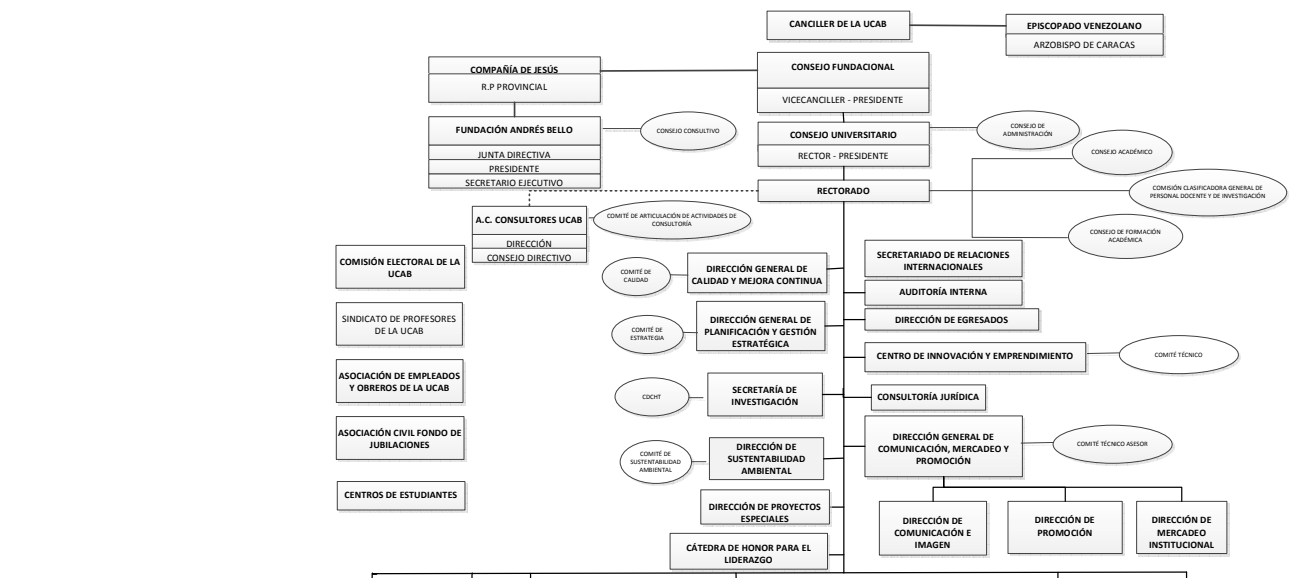 CANCILLER DE LA UCAB
EPISCOPADO VENEZOLANO
ARZOBISPO DE CARACAS
COMPAÑÍA DE JESÚS
R.P PROVINCIAL
CONSEJO FUNDACIONAL
VICECANCILLER - PRESIDENTE
FUNDACIÓN ANDRÉS BELLO
JUNTA DIRECTIVA
PRESIDENTE
SECRETARIO EJECUTIVO
CONSEJO CONSULTIVO
CONSEJO UNIVERSITARIO
RECTOR - PRESIDENTE
CONSEJO DE
ADMINISTRACIÓN
CONSEJO ACADÉMICO
RECTORADO
COMISIÓN CLASIFICADORA GENERAL DE
PERSONAL DOCENTE Y DE INVESTIGACIÓN
CONSEJO DE FORMACIÓN
ACADÉMICA
A.C. CONSULTORES UCAB
DIRECCIÓN
CONSEJO DIRECTIVO
COMITÉ DE ARTICULACIÓN DE ACTIVIDADES DE
CONSULTORÍA
COMISIÓN ELECTORAL DE LA
UCAB
SINDICATO DE PROFESORES
DE LA UCAB
ASOCIACIÓN DE EMPLEADOS
Y OBREROS DE LA UCAB
ASOCIACIÓN CIVIL FONDO DE
JUBILACIONES
CENTROS DE ESTUDIANTES
COMITÉ DE
CALIDAD
DIRECCIÓN GENERAL DE
CALIDAD Y MEJORA CONTINUA
COMITÉ DE
ESTRATEGIA
DIRECCIÓN GENERAL DE
PLANIFICACIÓN Y GESTIÓN
ESTRATÉGICA
CDCHT
SECRETARÍA DE
INVESTIGACIÓN
COMITÉ DE
SUSTENTABILIDAD
AMBIENTAL
DIRECCIÓN DE
SUSTENTABILIDAD
AMBIENTAL
DIRECCIÓN DE PROYECTOS
ESPECIALES
CÁTEDRA DE HONOR PARA EL
LIDERAZGO
SECRETARIADO DE RELACIONES
INTERNACIONALES
AUDITORÍA INTERNA
DIRECCIÓN DE EGRESADOS
CENTRO DE INNOVACIÓN Y EMPRENDIMIENTO
COMITÉ TÉCNICO
CONSULTORÍA JURÍDICA
DIRECCIÓN GENERAL DE
COMUNICACIÓN, MERCADEO Y
PROMOCIÓN
COMITÉ TÉCNICO ASESOR
DIRECCIÓN DE
COMUNICACIÓN E
IMAGEN
DIRECCIÓN DE
PROMOCIÓN
DIRECCIÓN DE
MERCADEO
INSTITUCIONAL